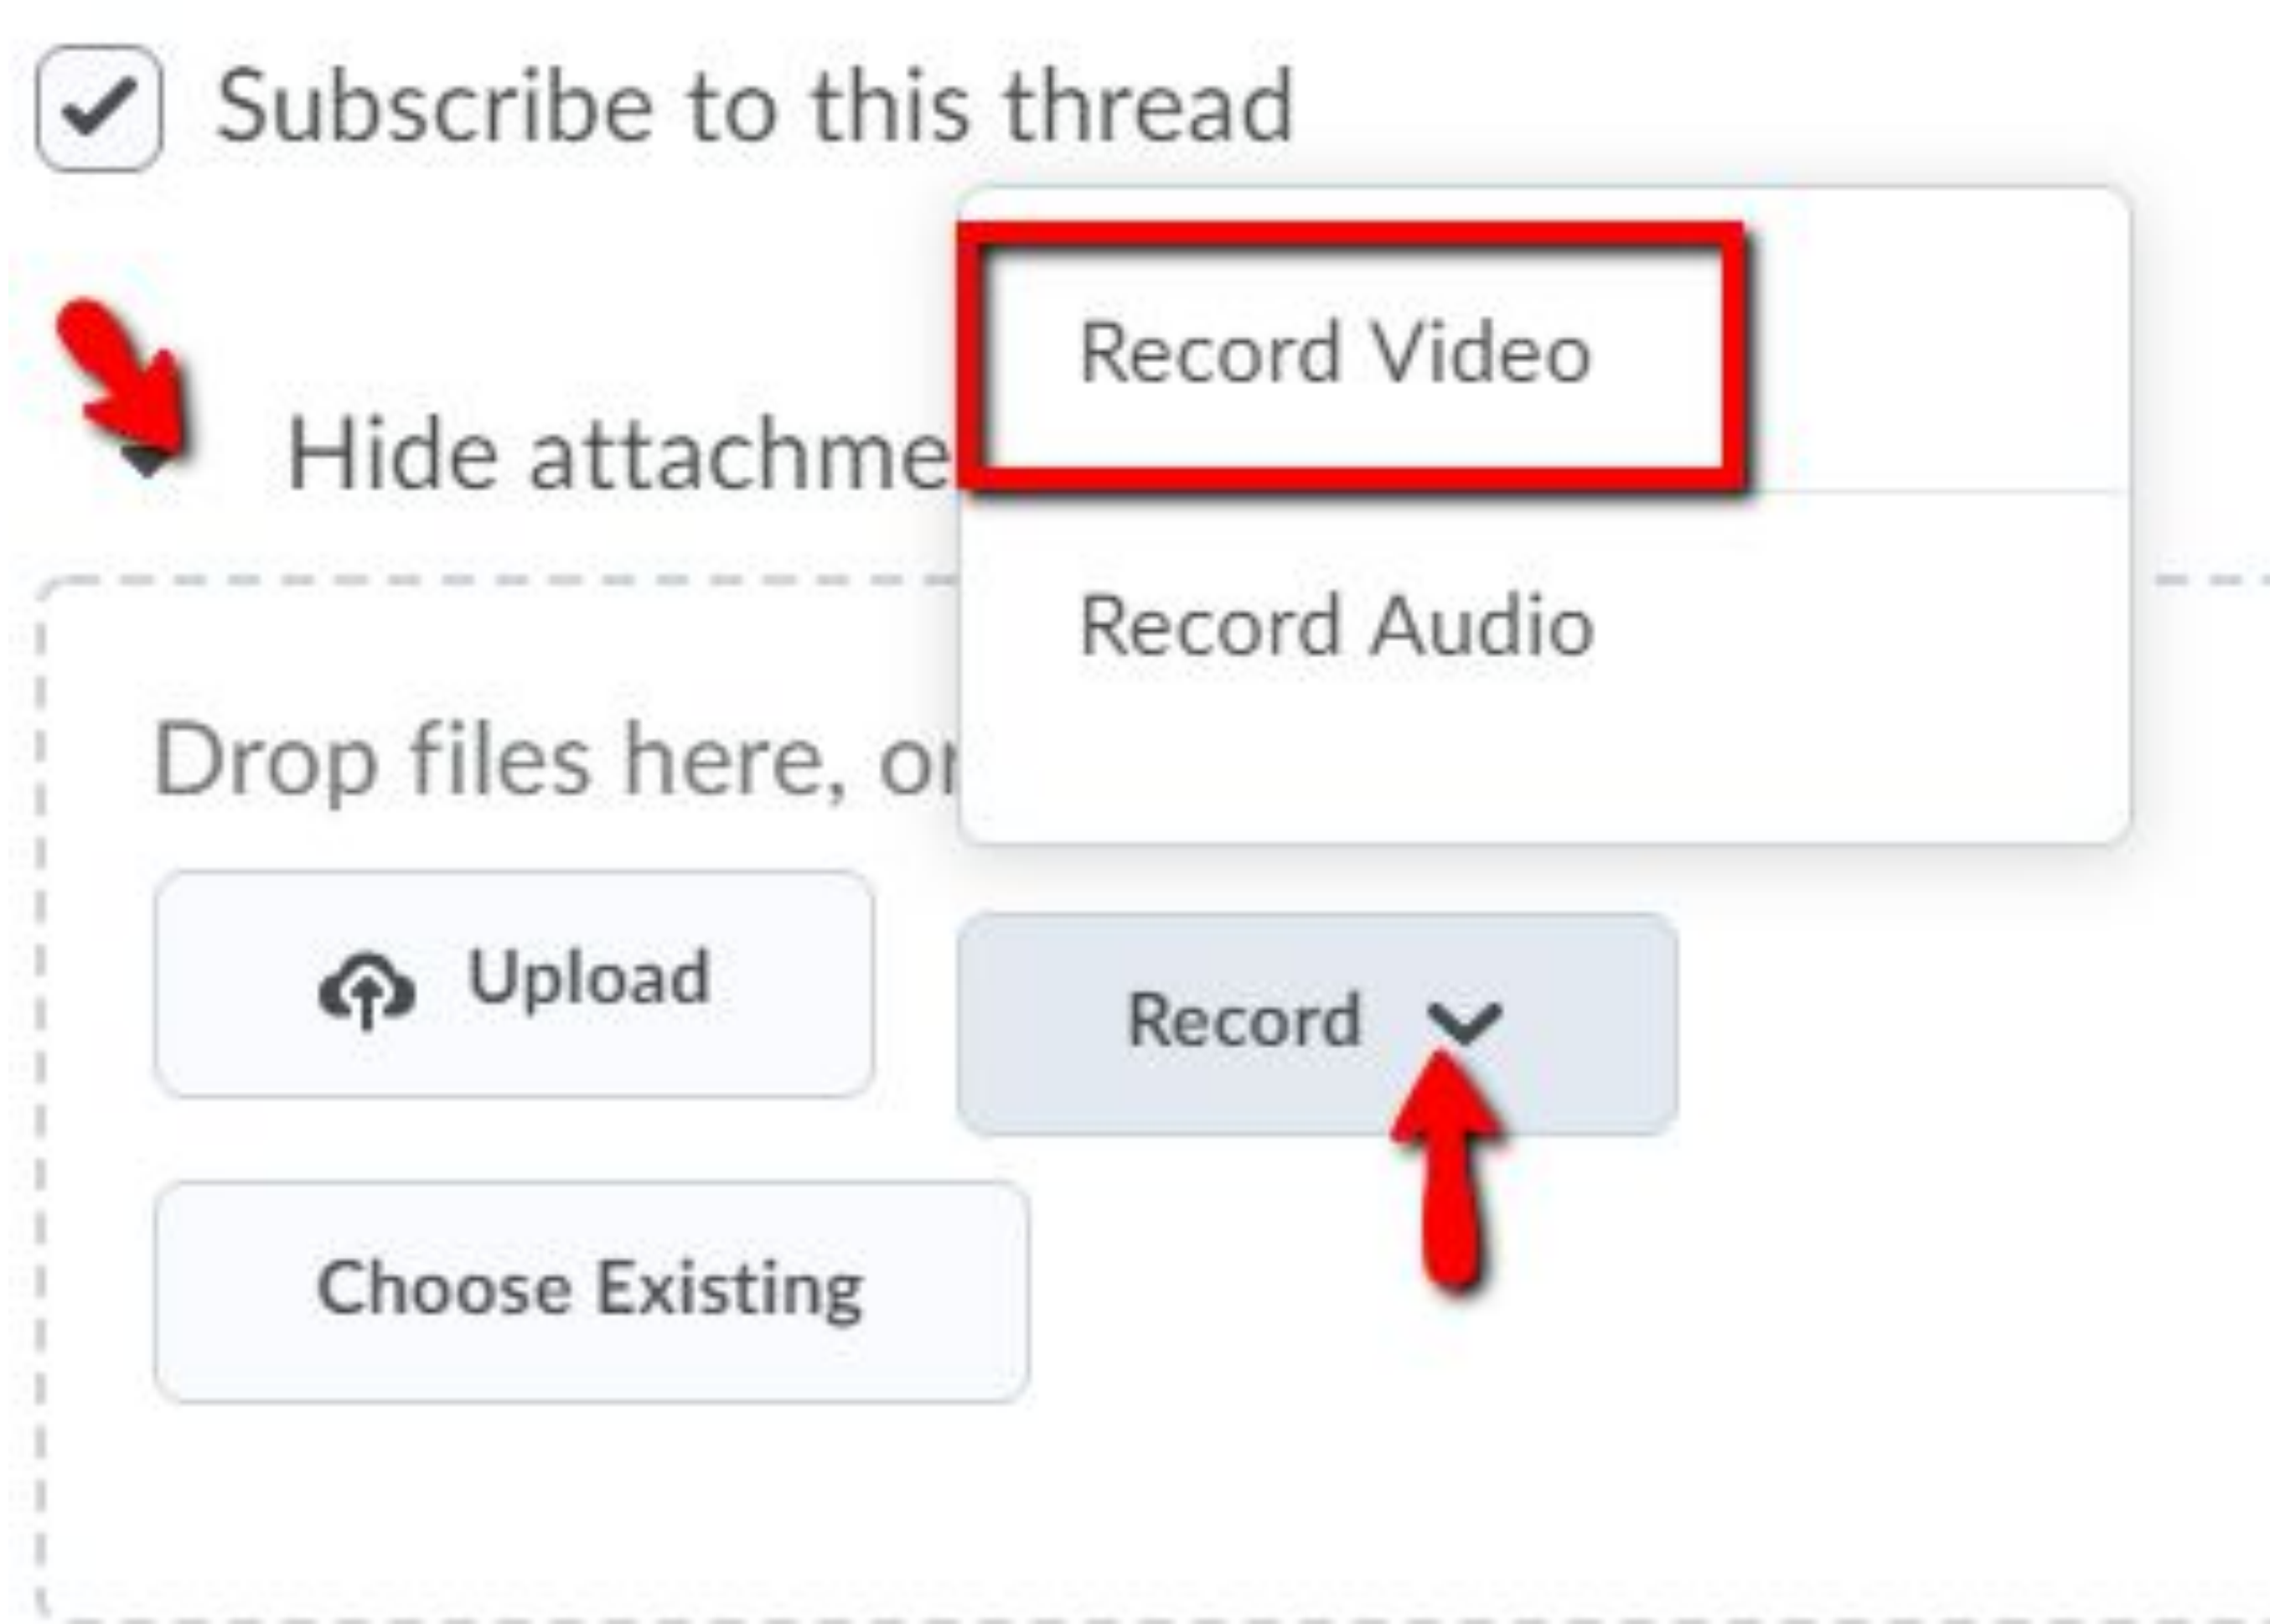 Subscribe to this thread
Record Video
Hide attachme
Record Audio
Drop files here, or
Upload
Record
Choose Existing